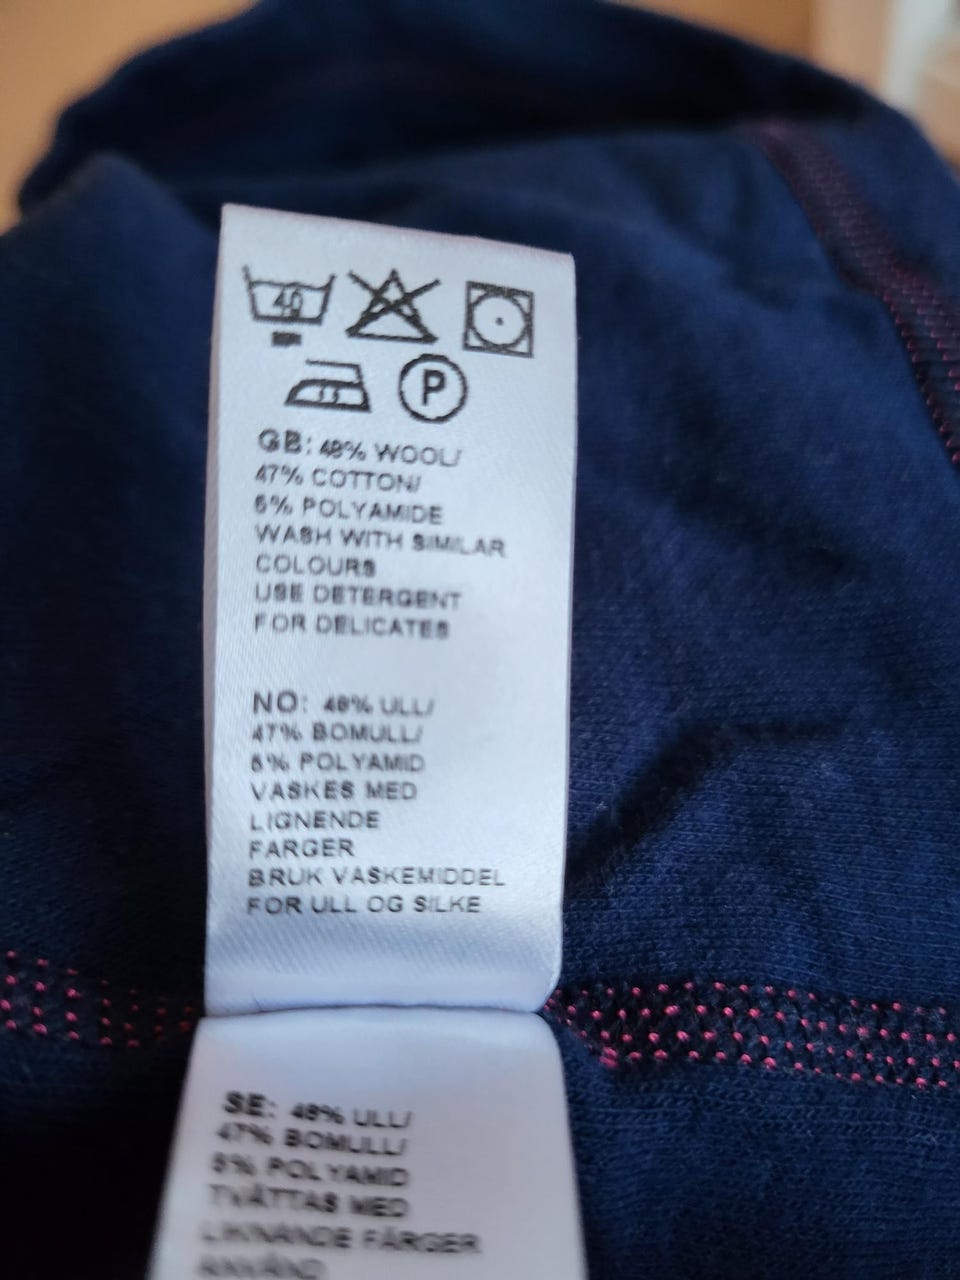 40
P
GB: 48% WOOL/
47% COTTON/
5% POLYAMIDE
WASH WITH SIMILAR
COLOURS
USE DETERGENT
FOR DELICATES
NO: 48% ULL/
47% BOMULL/
5% POLYAMID
VASKES MED
LIGNENDE
FARGER
BRUK VASKEMIDDEL
FOR ULL OG SILKE
SE: 48% ULL/
47% BOMULL/
5% POLYAMID
TVÄTTAS MED
LIKNANDE FÄRGER
ANVÄND